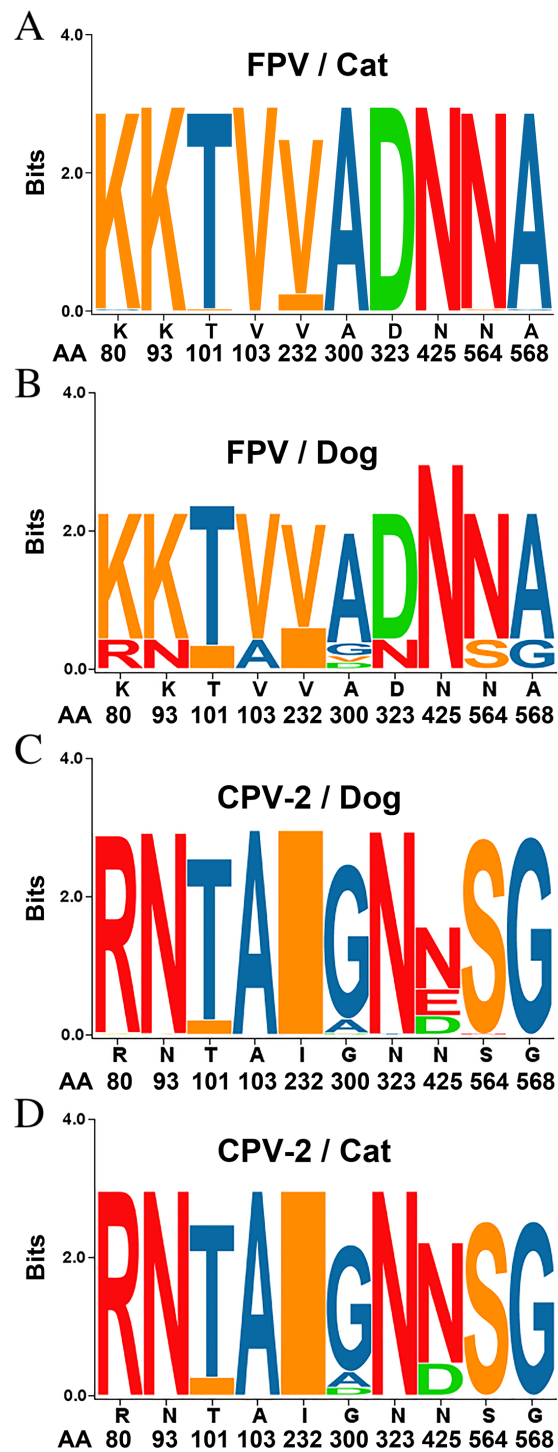 A
4.0
FPV / Cat
Bits
2.0
0.0
K K T V V A D N N A
K K T V V A D N N A
AA 80 93 101 103 232 300 323 425 564 568
B
4.0
FPV / Dog
Bits
2.0
0.0
K K T V V A D N N A
R N I A I G N S G
V
D
K K T V V A D N N A
AA 80 93 101 103 232 300 323 425 564 568
C
4.0
CPV-2 / Dog
Bits
2.0
0.0
R N T A I G N N S G
I A E
D
R N T A I G N N S G
AA 80 93 101 103 232 300 323 425 564 568
D
4.0
CPV-2 / Cat
Bits
2.0
0.0
R N T A I G N N S G
I A D
D
R N T A I G N N S G
AA 80 93 101 103 232 300 323 425 564 568